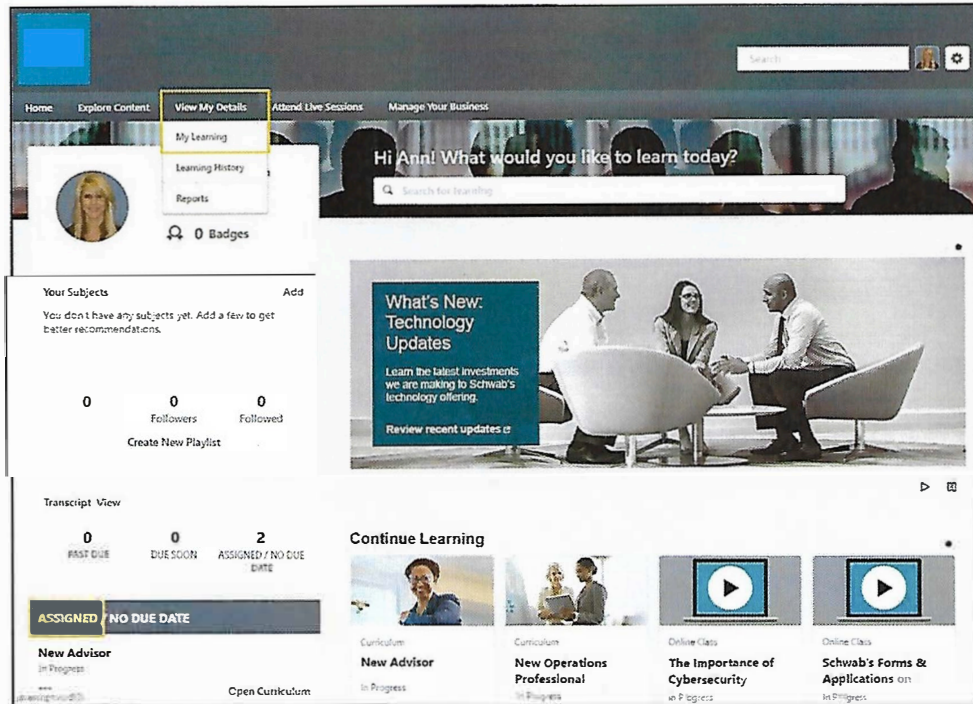 Search
Home Explore Content View My Details Attend Live Sessions Manage Your Business
My Learning
Learning History
Reports
Hi Ann! What would you like to learn today?
Search for learning
0 Badges
Your Subjects Add
You don't have any subjects yet. Add a few to get
better recommendations.
0 0 0
Followers Followed
Create New Playlist
What's New:
Technology
Updates
Learn the latest investments
we are making to Schwab's
technology offering.
Review recent updates
Transcript View
0 0 2
PAST DUE DUE SOON ASSIGNED / NO DUE
DATE
ASSIGNED / NO DUE DATE
New Advisor
In Progress
...
Open Curriculum
Continue Learning
Curriculum
New Advisor
In Progress
Curriculum
New Operations
Professional
In Progress
Online Class
The Importance of
Cybersecurity
In Progress
Online Class
Schwab's Forms &
Applications on
In Progress